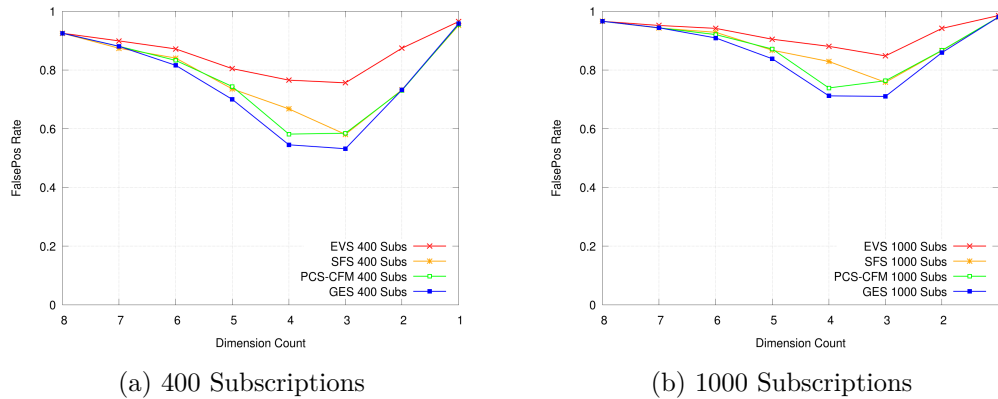 1
0.8
0.6
0.4
0.2
0
FalsePos Rate
EVS 400 Subs
SFS 400 Subs
PCS-CFM 400 Subs
GES 400 Subs
8 7 6 5 4 3 2 1
Dimension Count
(a) 400 Subscriptions
1
0.8
0.6
0.4
0.2
0
FalsePos Rate
EVS 1000 Subs
SFS 1000 Subs
PCS-CFM 1000 Subs
GES 1000 Subs
8 7 6 5 4 3 2
Dimension Count
(b) 1000 Subscriptions